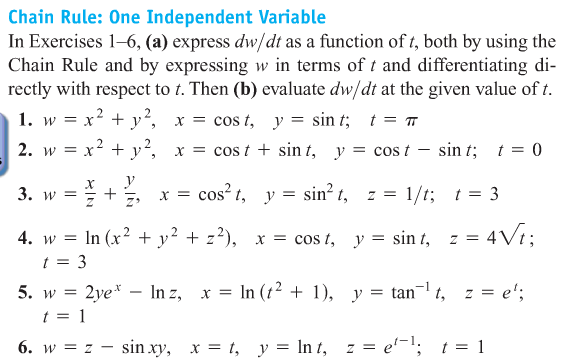 Chain Rule: One Independent Variable
In Exercises 1–6, (a) express dw/dt as a function of t, both by using the
Chain Rule and by expressing w in terms of t and differentiating di-
rectly with respect to t. Then (b) evaluate dw/dt at the given value of t.
1. w = x² + y², x = cos t, y = sin t; t = π
2. w = x² + y², x = cos t + sin t, y = cos t − sin t; t = 0
3. w = x/z + y/z, x = cos² t, y = sin² t, z = 1/t; t = 3
4. w = ln (x² + y² + z²), x = cos t, y = sin t, z = 4√t;
t = 3
5. w = 2yeˣ − ln z, x = ln (t² + 1), y = tan⁻¹ t, z = eᵗ;
t = 1
6. w = z − sin xy, x = t, y = ln t, z = eᵗ⁻¹; t = 1